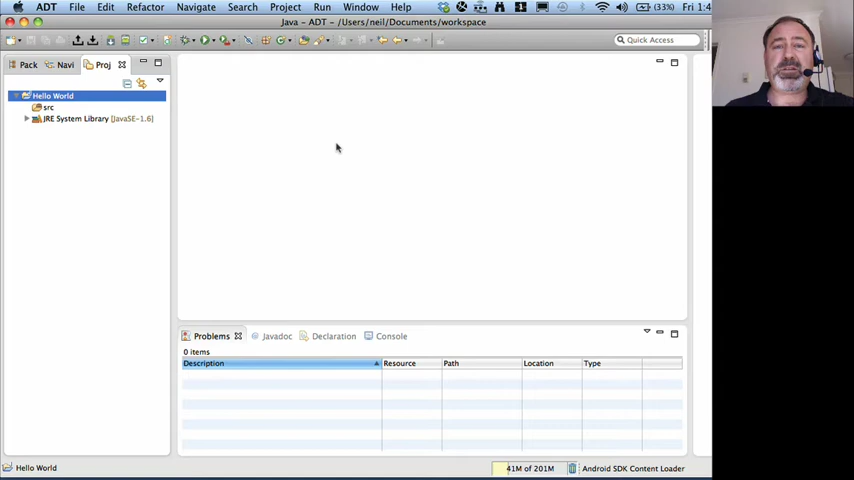 ADT File Edit Refactor Navigate Search Project Run Window Help (33%) Fri 1:4
Java – ADT – /Users/neil/Documents/workspace
Quick Access
Pack Navi Proj
Hello World
src
JRE System Library [JavaSE-1.6]
Problems Javadoc Declaration Console
0 items
Description Resource Path Location Type
Hello World 41M of 201M Android SDK Content Loader